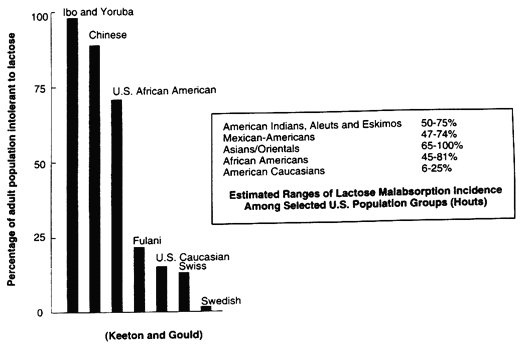 Percentage of adult population intolerant to lactose
100
75
50
25
0
Ibo and Yoruba
Chinese
U.S. African American
Fulani
U.S. Caucasian
Swiss
Swedish
(Keeton and Gould)
American Indians, Aleuts and Eskimos 50-75%
Mexican-Americans 47-74%
Asians/Orientals 65-100%
African Americans 45-81%
American Caucasians 6-25%
Estimated Ranges of Lactose Malabsorption Incidence
Among Selected U.S. Population Groups (Houts)